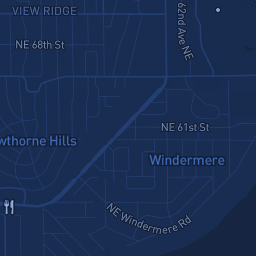 VIEW RIDGE
62nd Ave NE
NE 68th St
NE 61st St
wthorne Hills
Windermere
NE Windermere Rd